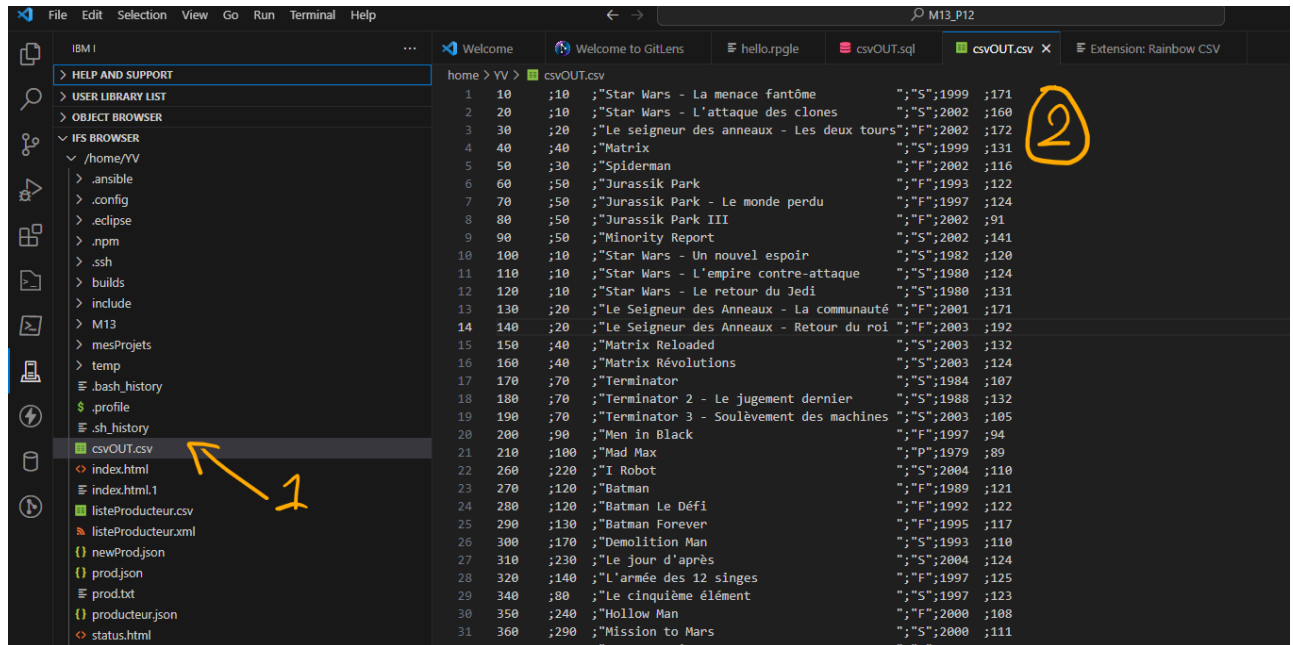 File Edit Selection View Go Run Terminal Help
M13_P12
IBM I
Welcome
Welcome to GitLens
hello.rpgle
csvOUT.sql
csvOUT.csv
Extension: Rainbow CSV
HELP AND SUPPORT
USER LIBRARY LIST
OBJECT BROWSER
IFS BROWSER
/home/YV
.ansible
.config
.eclipse
.npm
.ssh
builds
include
M13
mesProjets
temp
.bash_history
.profile
.sh_history
csvOUT.csv
index.html
index.html.1
listeProducteur.csv
listeProducteur.xml
newProd.json
prod.json
prod.txt
producteur.json
status.html
1
home > YV > csvOUT.csv
1 10 ;10 ;"Star Wars - La menace fantôme ";"S";1999 ;171
2 20 ;10 ;"Star Wars - L'attaque des clones ";"S";2002 ;160
3 30 ;20 ;"Le seigneur des anneaux - Les deux tours";"F";2002 ;172
4 40 ;40 ;"Matrix ";"S";1999 ;131
5 50 ;30 ;"Spiderman ";"F";2002 ;116
6 60 ;50 ;"Jurassik Park ";"F";1993 ;122
7 70 ;50 ;"Jurassik Park - Le monde perdu ";"F";1997 ;124
8 80 ;50 ;"Jurassik Park III ";"F";2002 ;91
9 90 ;50 ;"Minority Report ";"S";2002 ;141
10 100 ;10 ;"Star Wars - Un nouvel espoir ";"S";1982 ;120
11 110 ;10 ;"Star Wars - L'empire contre-attaque ";"S";1980 ;124
12 120 ;10 ;"Star Wars - Le retour du Jedi ";"S";1980 ;131
13 130 ;20 ;"Le Seigneur des Anneaux - La communauté ";"F";2001 ;171
14 140 ;20 ;"Le Seigneur des Anneaux - Retour du roi ";"F";2003 ;192
15 150 ;40 ;"Matrix Reloaded ";"S";2003 ;132
16 160 ;40 ;"Matrix Révolutions ";"S";2003 ;124
17 170 ;70 ;"Terminator ";"S";1984 ;107
18 180 ;70 ;"Terminator 2 - Le jugement dernier ";"S";1988 ;132
19 190 ;70 ;"Terminator 3 - Soulèvement des machines ";"S";2003 ;105
20 200 ;90 ;"Men in Black ";"F";1997 ;94
21 210 ;100 ;"Mad Max ";"P";1979 ;89
22 260 ;220 ;"I Robot ";"S";2004 ;110
23 270 ;120 ;"Batman ";"F";1989 ;121
24 280 ;120 ;"Batman Le Défi ";"F";1992 ;122
25 290 ;130 ;"Batman Forever ";"F";1995 ;117
26 300 ;170 ;"Demolition Man ";"S";1993 ;110
27 310 ;230 ;"Le jour d'après ";"S";2004 ;124
28 320 ;140 ;"L'armée des 12 singes ";"F";1997 ;125
29 340 ;80 ;"Le cinquième élément ";"S";1997 ;123
30 350 ;240 ;"Hollow Man ";"F";2000 ;108
31 360 ;290 ;"Mission to Mars ";"S";2000 ;111
2